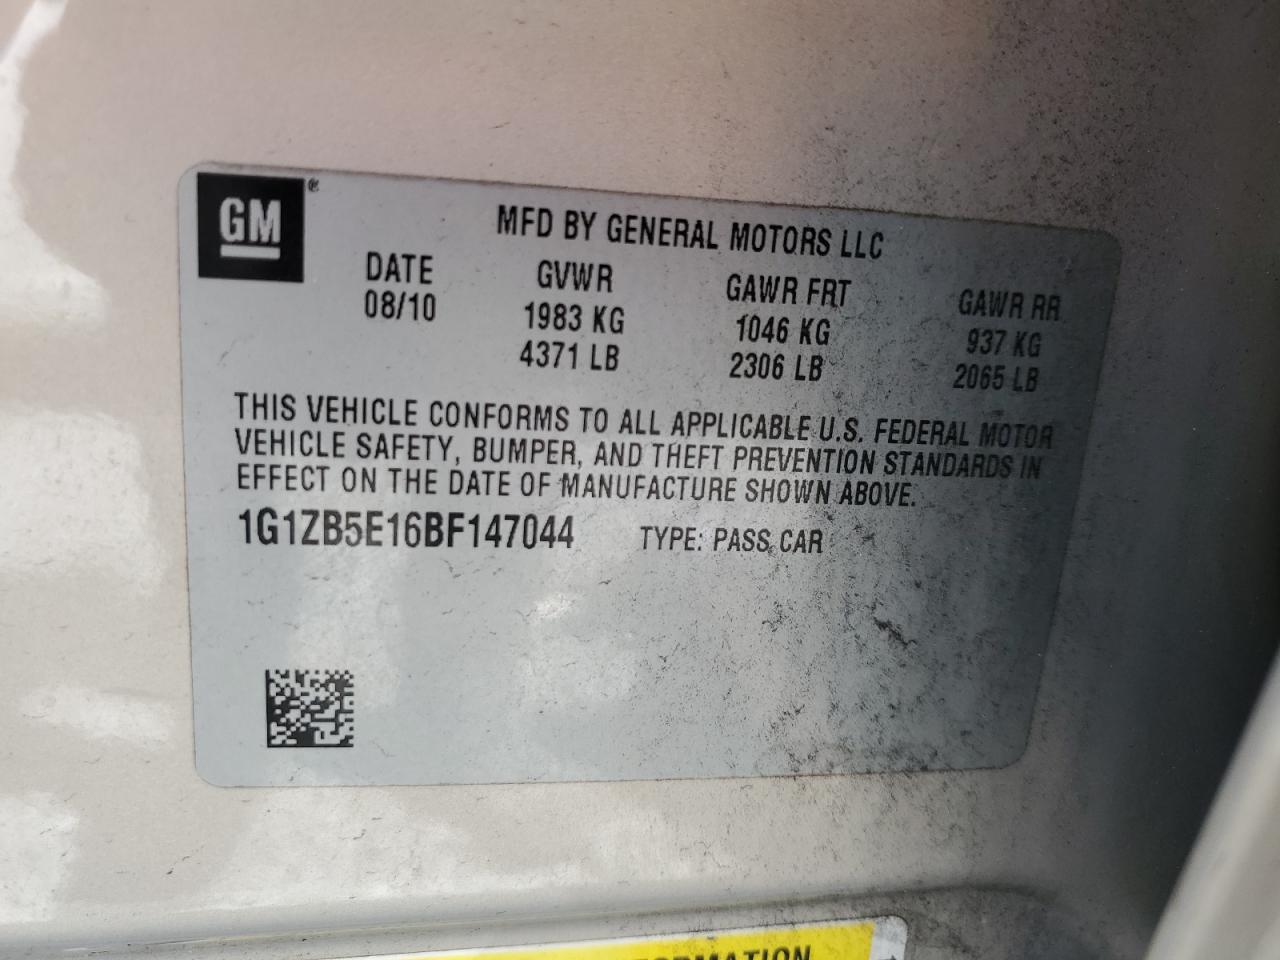 GM®
MFD BY GENERAL MOTORS LLC
DATE GVWR GAWR FRT GAWR RR
08/10 1983 KG 1046 KG 937 KG
4371 LB 2306 LB 2065 LB
THIS VEHICLE CONFORMS TO ALL APPLICABLE U.S. FEDERAL MOTOR
VEHICLE SAFETY, BUMPER, AND THEFT PREVENTION STANDARDS IN
EFFECT ON THE DATE OF MANUFACTURE SHOWN ABOVE.
1G1ZB5E16BF147044 TYPE: PASS CAR